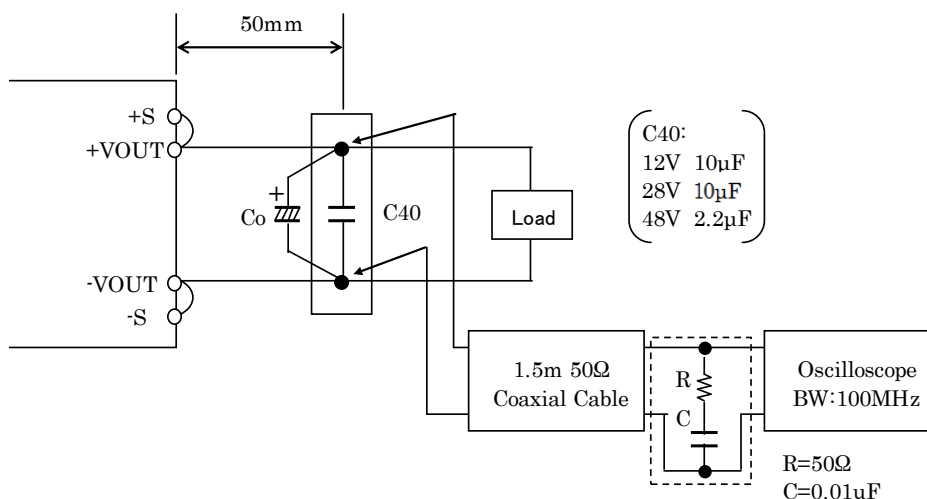 50mm
+S
+VOUT
+
Co
C40
Load
C40:
12V 10µF
28V 10µF
48V 2.2µF
-VOUT
-S
1.5m 50Ω
Coaxial Cable
R
C
Oscilloscope
BW:100MHz
R=50Ω
C=0.01uF